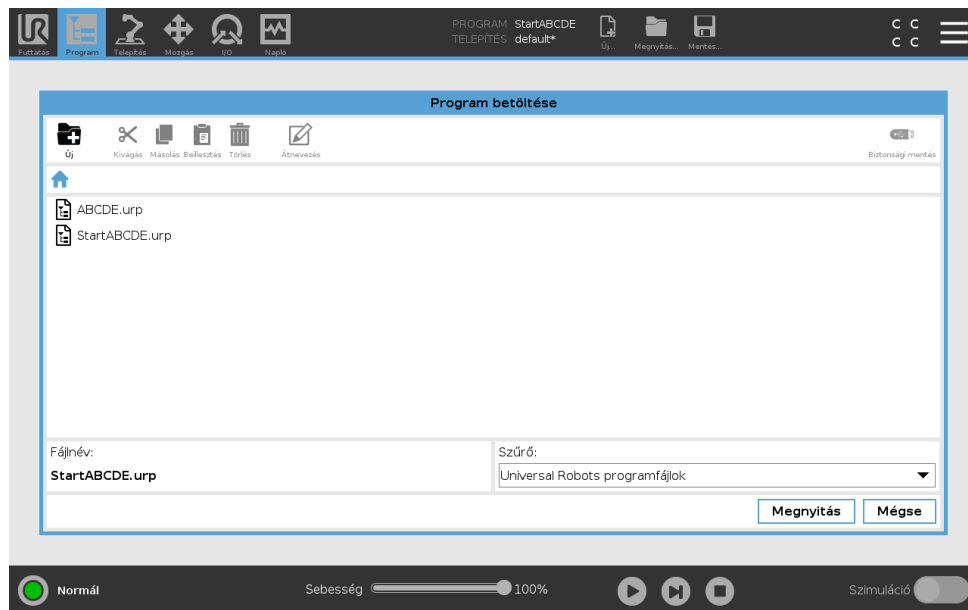 Futtatás Program Telepítés Mozgás I/O Napló
PROGRAM StartABCDE
TELEPÍTÉS default*
Új... Megnyitás... Mentés...
C C
C C
Program betöltése
Új Kivágás Másolás Beillesztés Törlés Átnevezés Biztonsági mentés
ABCDE.urp
StartABCDE.urp
Fájlnév:
StartABCDE.urp
Szűrő:
Universal Robots programfájlok
Megnyitás Mégse
Normál Sebesség 100% Szimuláció